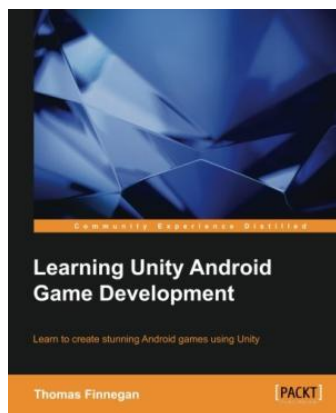 Community Experience Distilled
Learning Unity Android
Game Development
Learn to create stunning Android games using Unity
Thomas Finnegan
[PACKT]